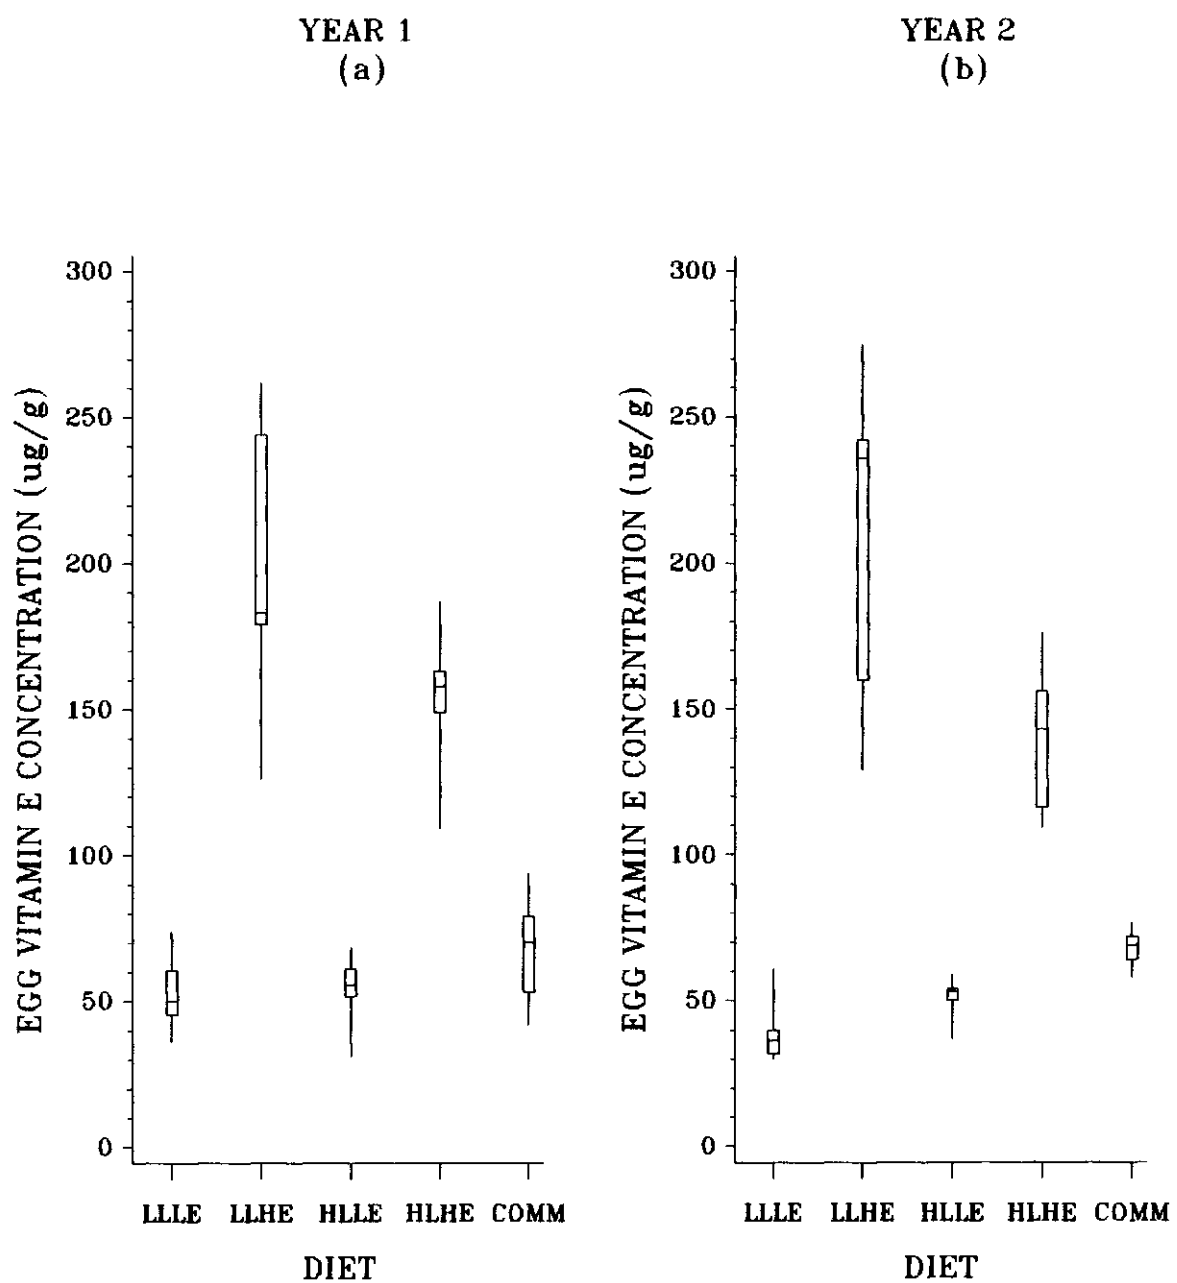 YEAR 1
(a)
EGG VITAMIN E CONCENTRATION (ug/g)
300
250
200
150
100
50
0
LLLE LLHE HLLE HLHE COMM
DIET
YEAR 2
(b)
EGG VITAMIN E CONCENTRATION (ug/g)
300
250
200
150
100
50
0
LLLE LLHE HLLE HLHE COMM
DIET